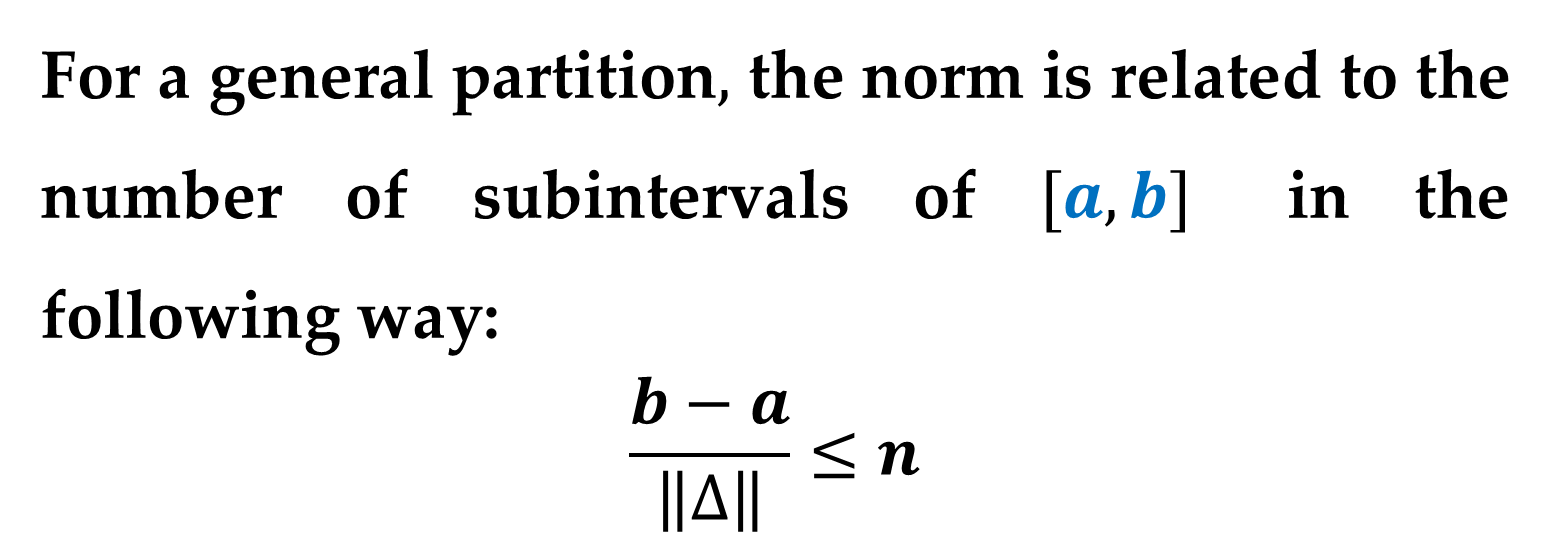 For a general partition, the norm is related to the
number of subintervals of [a, b] in the
following way:
b − a
‖Δ‖
≤ n